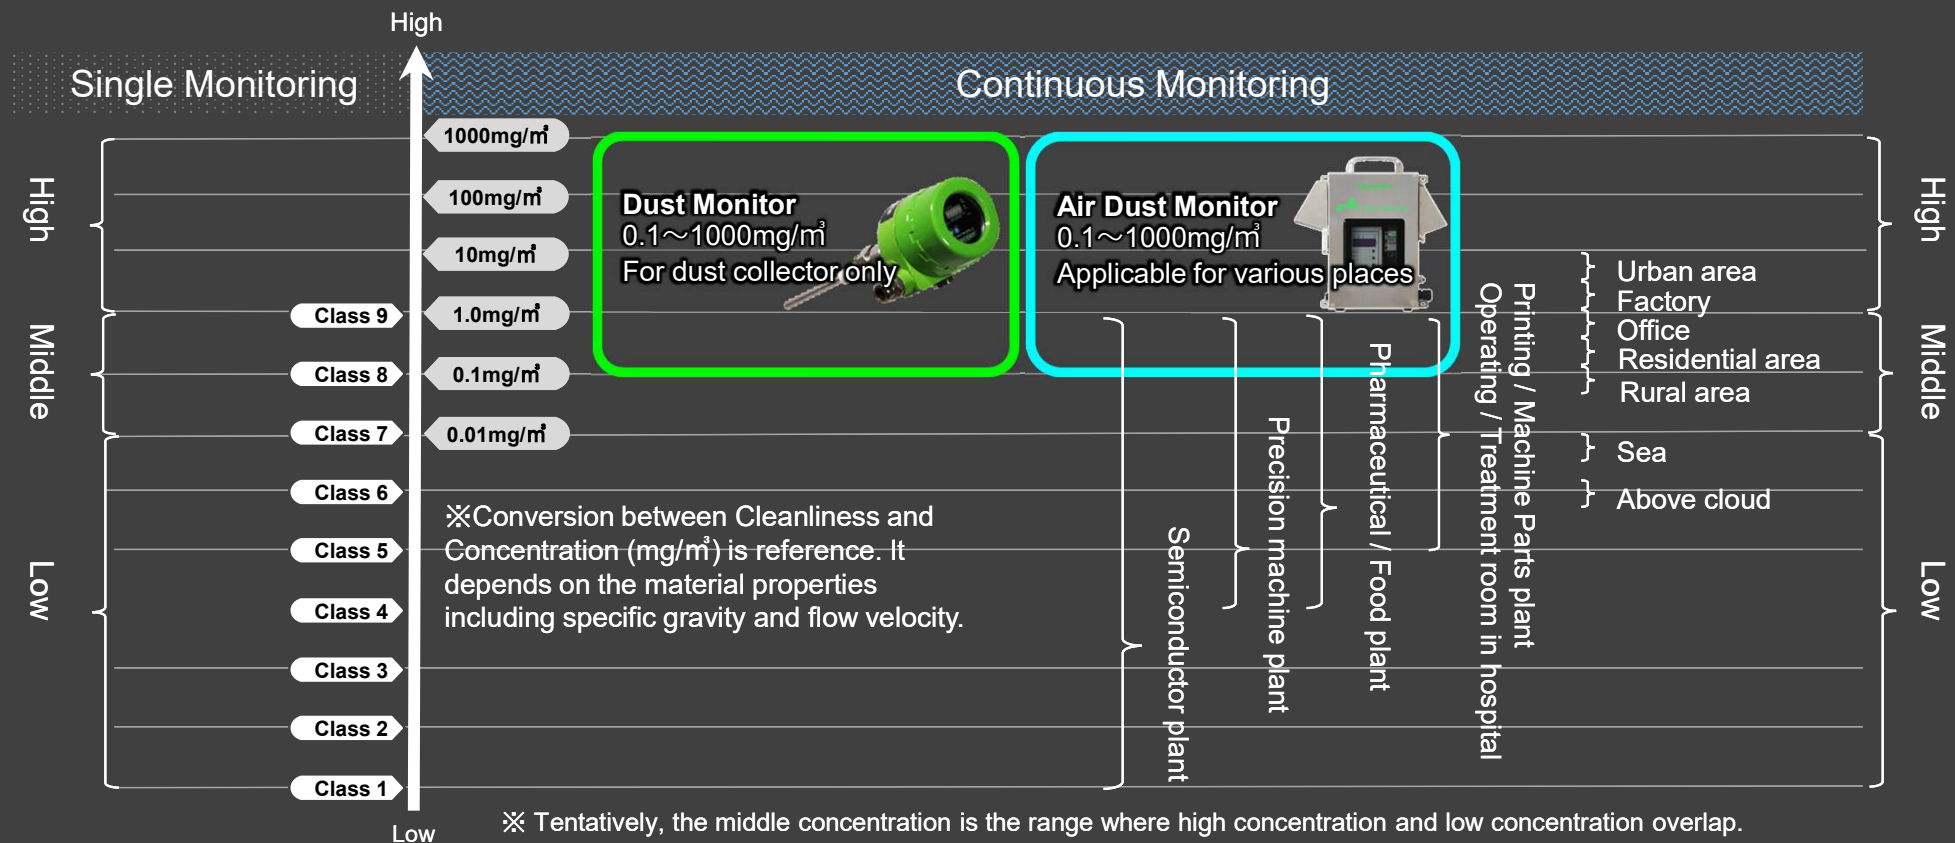 High
Single Monitoring
Continuous Monitoring
1000mg/㎥
100mg/㎥
10mg/㎥
1.0mg/㎥
0.1mg/㎥
0.01mg/㎥
High
Middle
Low
Class 9
Class 8
Class 7
Class 6
Class 5
Class 4
Class 3
Class 2
Class 1
Low
Dust Monitor
0.1～1000mg/㎥
For dust collector only
Air Dust Monitor
0.1～1000mg/㎥
Applicable for various places
※Conversion between Cleanliness and
Concentration (mg/㎥) is reference. It
depends on the material properties
including specific gravity and flow velocity.
Semiconductor plant
Precision machine plant
Pharmaceutical / Food plant
Printing / Machine Parts plant
Operating / Treatment room in hospital
Urban area
Factory
Office
Residential area
Rural area
Sea
Above cloud
High
Middle
Low
※ Tentatively, the middle concentration is the range where high concentration and low concentration overlap.